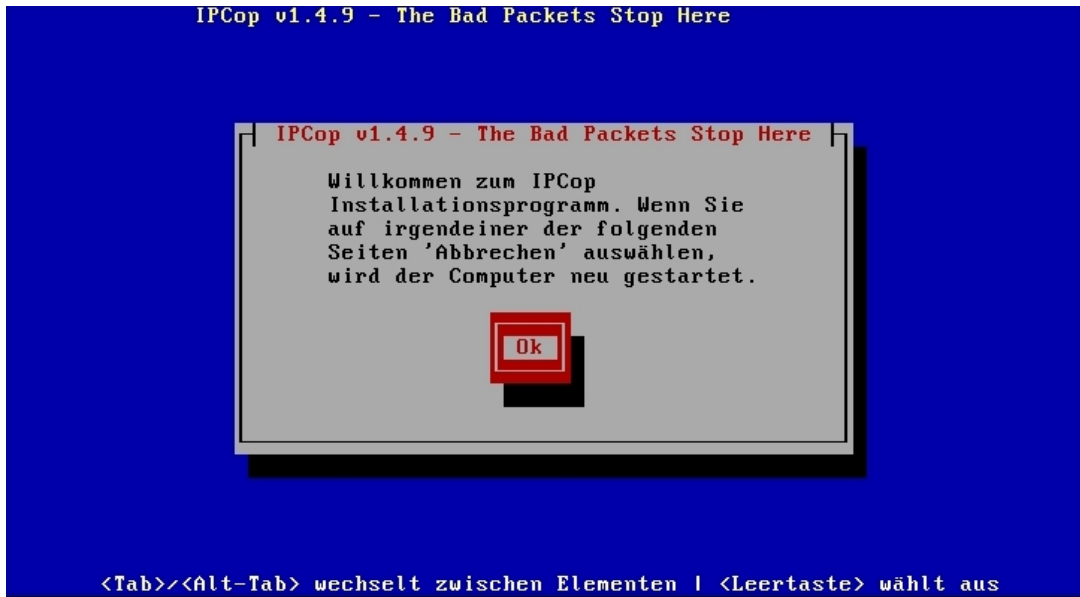 IPCop v1.4.9 - The Bad Packets Stop Here
IPCop v1.4.9 - The Bad Packets Stop Here
Willkommen zum IPCop
Installationsprogramm. Wenn Sie
auf irgendeiner der folgenden
Seiten 'Abbrechen' auswählen,
wird der Computer neu gestartet.
Ok
<Tab>/<Alt-Tab> wechselt zwischen Elementen | <Leertaste> wählt aus